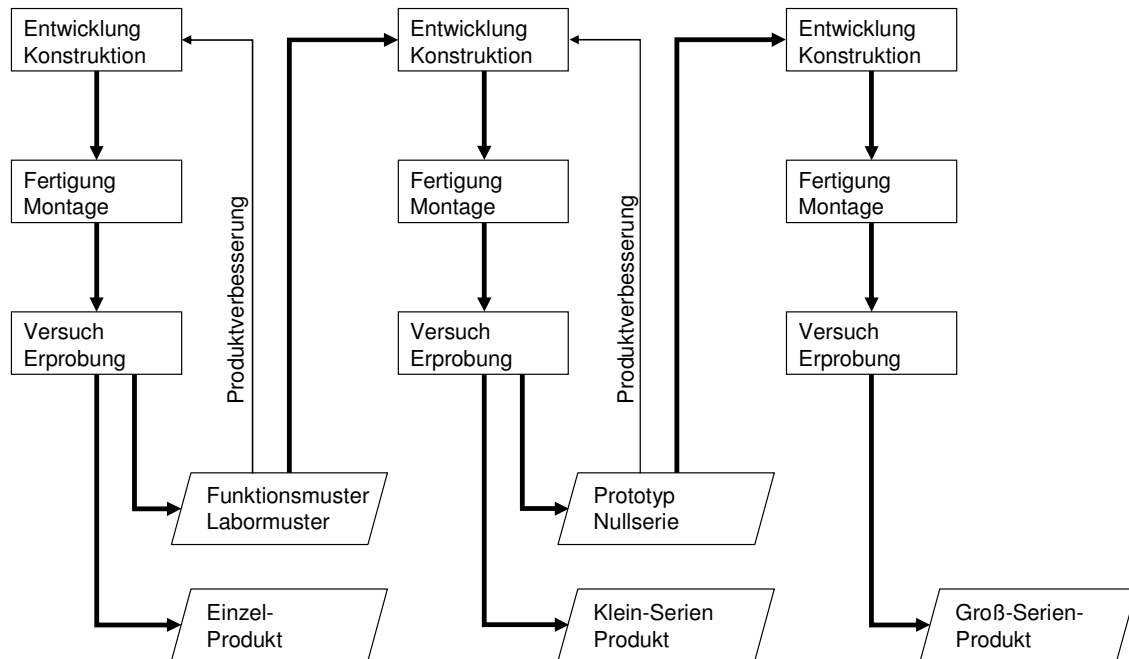 Entwicklung
Konstruktion
Fertigung
Montage
Versuch
Erprobung
Produktverbesserung
Funktionsmuster
Labormuster
Einzel-
Produkt
Entwicklung
Konstruktion
Fertigung
Montage
Versuch
Erprobung
Produktverbesserung
Prototyp
Nullserie
Klein-Serien
Produkt
Entwicklung
Konstruktion
Fertigung
Montage
Versuch
Erprobung
Groß-Serien-
Produkt